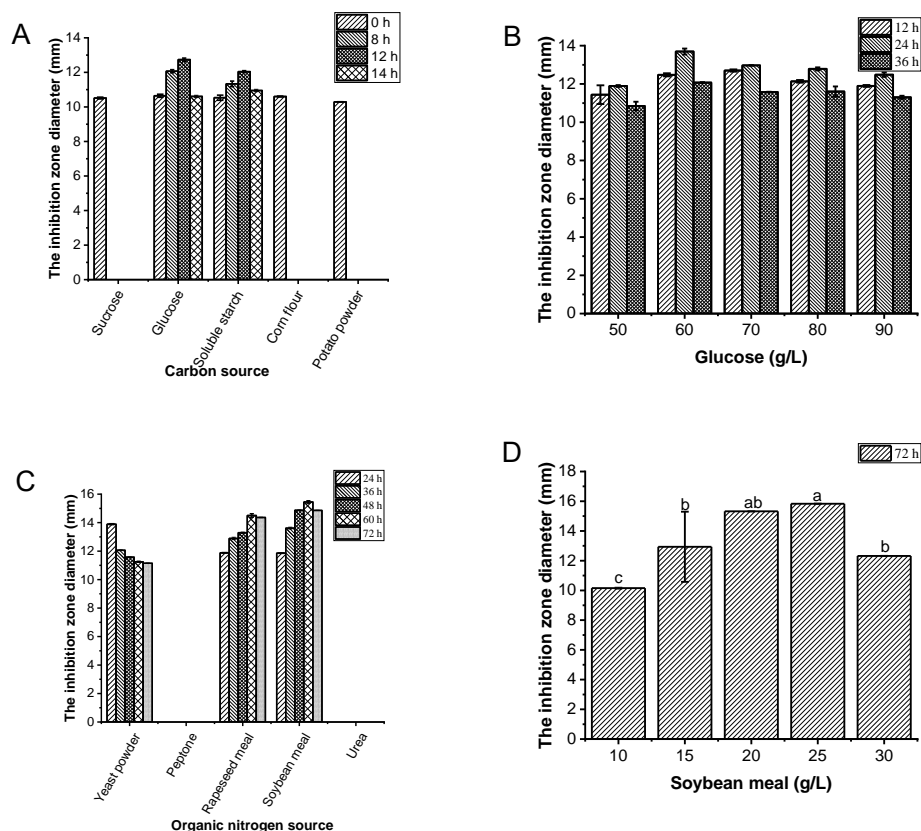 A
The inhibition zone diameter (mm)
14
12
10
8
6
4
2
0
0 h
8 h
12 h
14 h
Sucrose
Glucose
Soluble starch
Corn flour
Potato powder
Carbon source
B
The inhibition zone diameter (mm)
14
12
10
8
6
4
2
0
12 h
24 h
36 h
50 60 70 80 90
Glucose (g/L)
C
The inhibition zone diameter (mm)
16
14
12
10
8
6
4
2
0
24 h
36 h
48 h
60 h
72 h
Yeast powder
Peptone
Rapeseed meal
Soybean meal
Urea
Organic nitrogen source
D
The inhibition zone diameter (mm)
18
16
14
12
10
8
6
4
2
0
72 h
c
b
ab
a
b
10 15 20 25 30
Soybean meal (g/L)